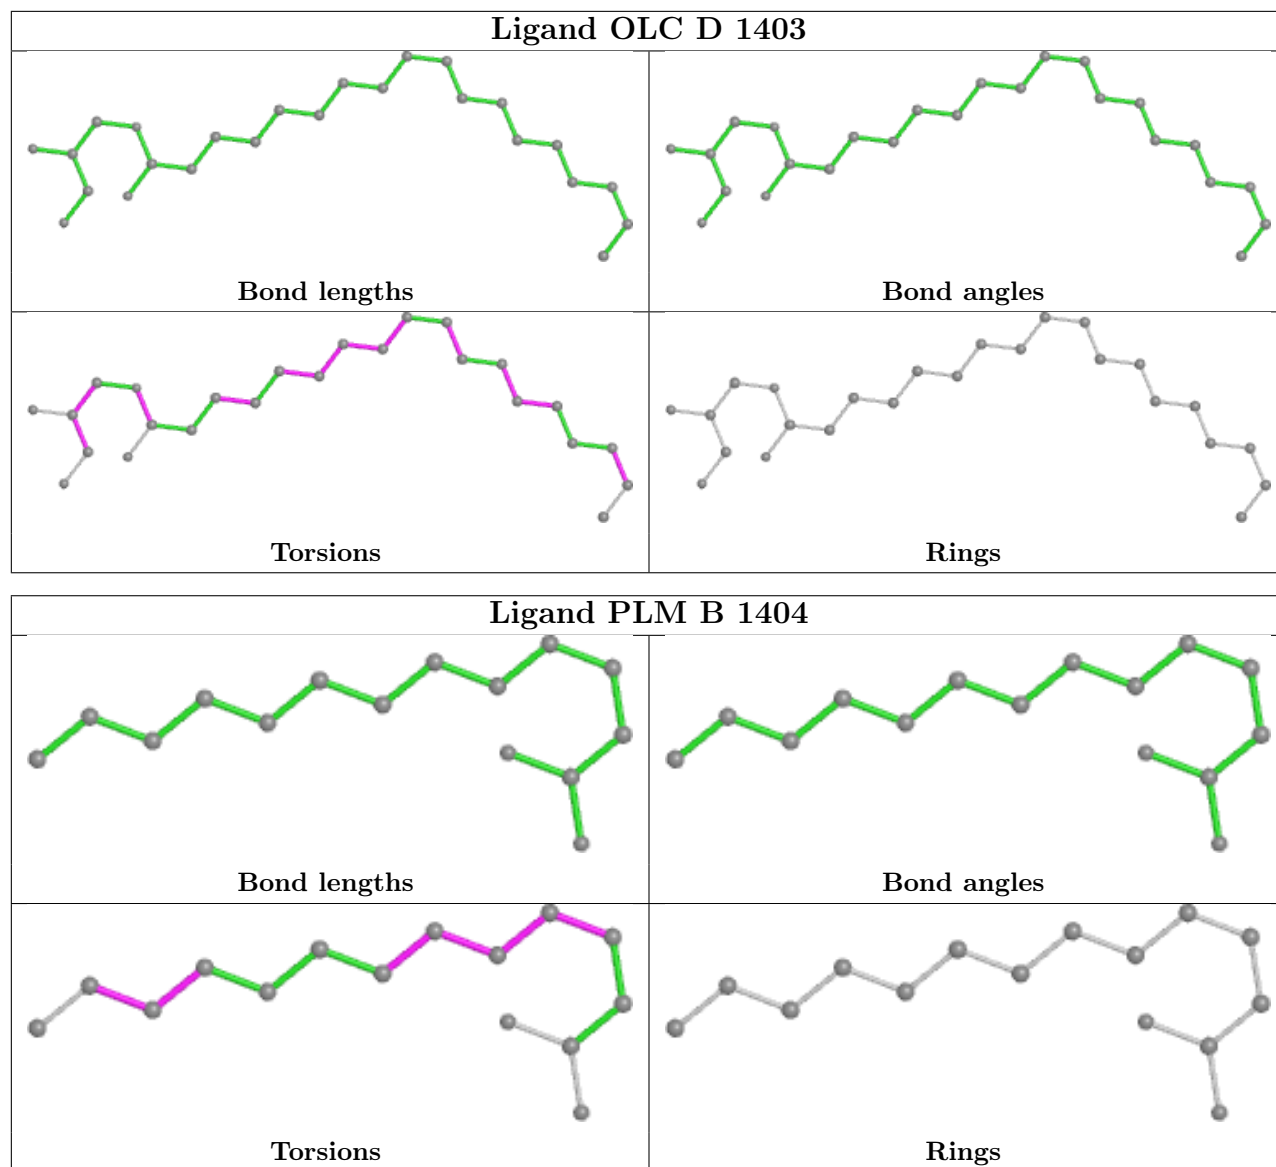 Ligand OLC D 1403
Bond lengths
Bond angles
Torsions
Rings
Ligand PLM B 1404
Bond lengths
Bond angles
Torsions
Rings